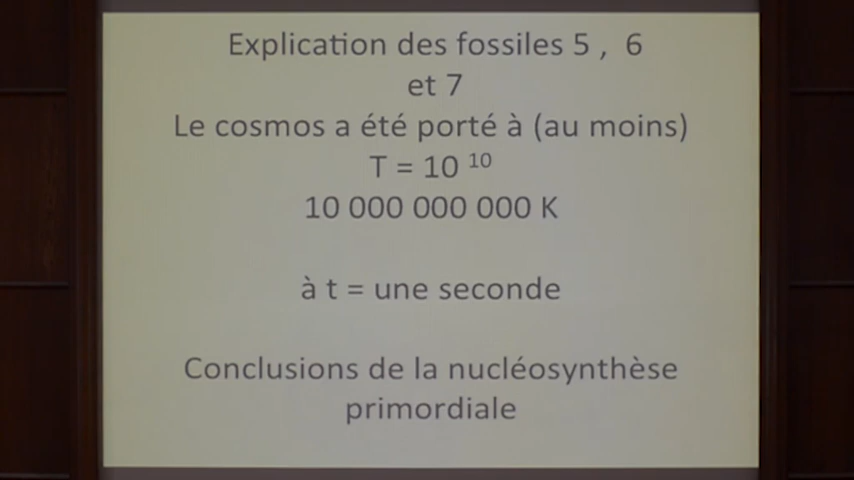 Explication des fossiles 5 , 6
et 7
Le cosmos a été porté à (au moins)
T = 10 ¹⁰
10 000 000 000 K
à t = une seconde
Conclusions de la nucléosynthèse
primordiale